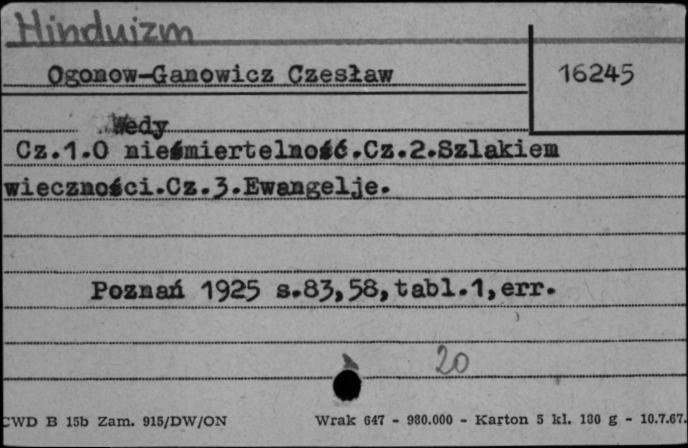 Hinduizm
Ogonow-Ganowicz Czesław
16245
Wedy
Cz.1.O nieśmiertelność.Cz.2.Szlakiem
wieczności.Cz.3.Ewangelje.
Poznań 1925 s.83,58,tabl.1,err.
20
CWD B 15b Zam. 915/DW/ON
Wrak 647 - 980.000 - Karton 5 kl. 180 g - 10.7.67.